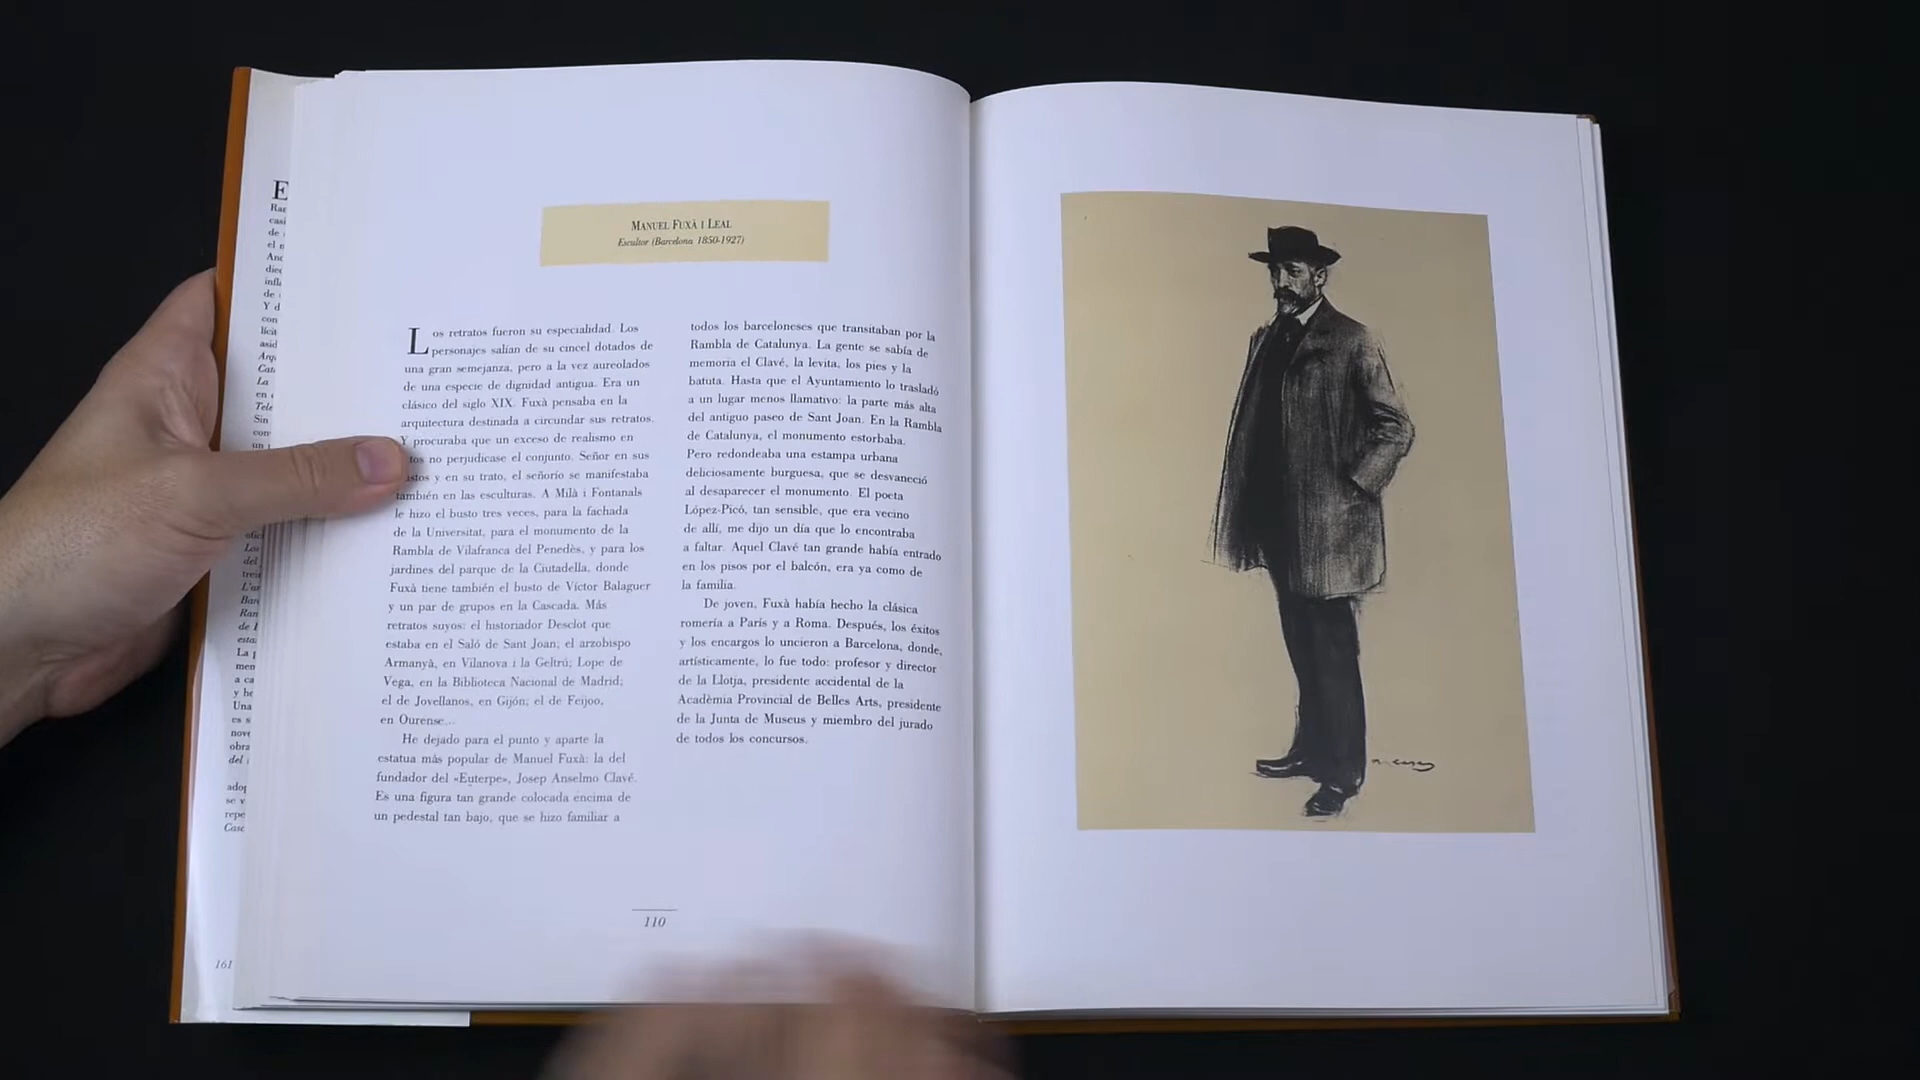 MANUEL FUXÀ I LEAL
Escultor (Barcelona 1850-1927)
Los retratos fueron su especialidad. Los
personajes salían de su cincel dotados de
una gran semejanza, pero a la vez aureolados
de una especie de dignidad antigua. Era un
clásico del siglo XIX. Fuxà pensaba en la
arquitectura destinada a circundar sus retratos.
Y procuraba que un exceso de realismo en
no perjudicase el conjunto. Señor en sus
y en su trato, el señorío se manifestaba
también en las esculturas. A Milà i Fontanals
le hizo el busto tres veces, para la fachada
de la Universitat, para el monumento de la
Rambla de Vilafranca del Penedès, y para los
jardines del parque de la Ciutadella, donde
Fuxà tiene también el busto de Víctor Balaguer
y un par de grupos en la Cascada. Más
retratos suyos: el historiador Desclot que
estaba en el Saló de Sant Joan; el arzobispo
Armanyà, en Vilanova i la Geltrú; Lope de
Vega, en la Biblioteca Nacional de Madrid;
el de Jovellanos, en Gijón; el de Feijoo,
en Ourense...
He dejado para el punto y aparte la
estatua más popular de Manuel Fuxà: la del
fundador del «Euterpe», Josep Anselmo Clavé.
Es una figura tan grande colocada encima de
un pedestal tan bajo, que se hizo familiar a
todos los barceloneses que transitaban por la
Rambla de Catalunya. La gente se sabía de
memoria el Clavé, la levita, los pies y la
batuta. Hasta que el Ayuntamiento lo trasladó
a un lugar menos llamativo: la parte más alta
del antiguo paseo de Sant Joan. En la Rambla
de Catalunya, el monumento estorbaba.
Pero redondeaba una estampa urbana
deliciosamente burguesa, que se desvaneció
al desaparecer el monumento. El poeta
López-Picó, tan sensible, que era vecino
de allí, me dijo un día que lo encontraba
a faltar. Aquel Clavé tan grande había entrado
en los pisos por el balcón, era ya como de
la familia.
De joven, Fuxà había hecho la clásica
romería a París y a Roma. Después, los éxitos
y los encargos lo uncieron a Barcelona, donde,
artísticamente, lo fue todo: profesor y director
de la Llotja, presidente accidental de la
Acadèmia Provincial de Belles Arts, presidente
de la Junta de Museus y miembro del jurado
de todos los concursos.
110
161